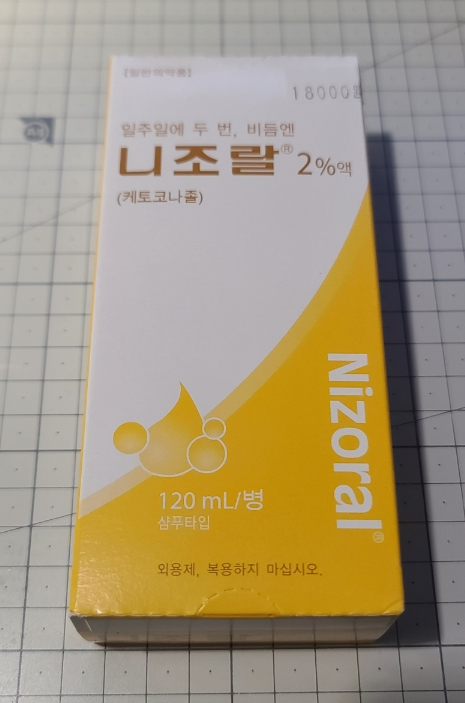 [일반의약품]
18000원
일주일에 두 번, 비듬엔
니조랄® 2%액
(케토코나졸)
Nizoral®
120 mL/병
샴푸타입
외용제, 복용하지 마십시오.